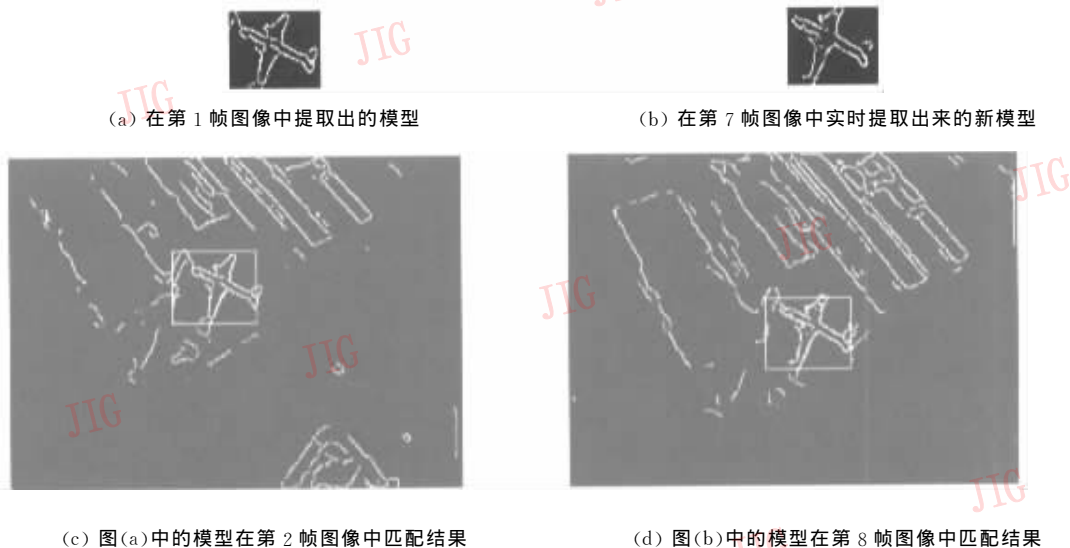 JIG
JIG
(a) 在第 1 帧图像中提取出的模型
(b) 在第 7 帧图像中实时提取出来的新模型
JIG
JIG
JIG
JIG
JIG
JIG
(c) 图(a)中的模型在第 2 帧图像中匹配结果
(d) 图(b)中的模型在第 8 帧图像中匹配结果